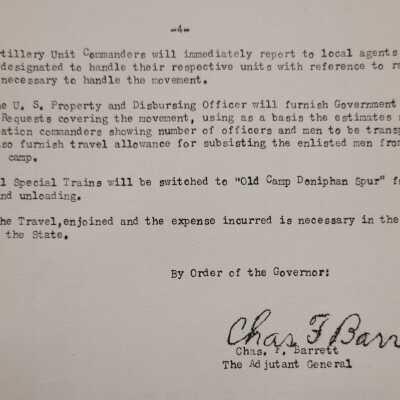 -4-
tillery Unit Commanders will immediately report to local agents
designated to handle their respective units with reference to
necessary to handle the movement.
U. S. Property and Disbursing Officer will furnish Government
Requests covering the movement, using as a basis the estimates
ation commanders showing number of officers and men to be
so furnish travel allowance for subsisting the enlisted men from
camp.
l Special Trains will be switched to "Old Camp Doniphan Spur"
nd unloading.
he Travel,enjoined and the expense incurred is necessary in the
the State.
By Order of the Governor:
Chas F Barr
Chas. F. Barrett
The Adjutant General